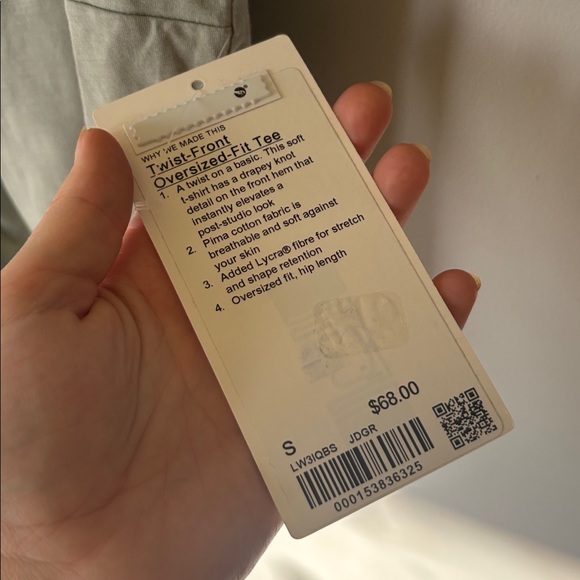 WHY WE MADE THIS
Twist-Front
Oversized-Fit Tee
1. A twist on a basic. This soft
t-shirt has a drapey knot
detail on the front hem that
instantly elevates a
post-studio look
2. Pima cotton fabric is
breathable and soft against
your skin
3. Added Lycra® fibre for stretch
and shape retention
4. Oversized fit, hip length
$68.00
S
LW3IQBS JDGR
000153836325